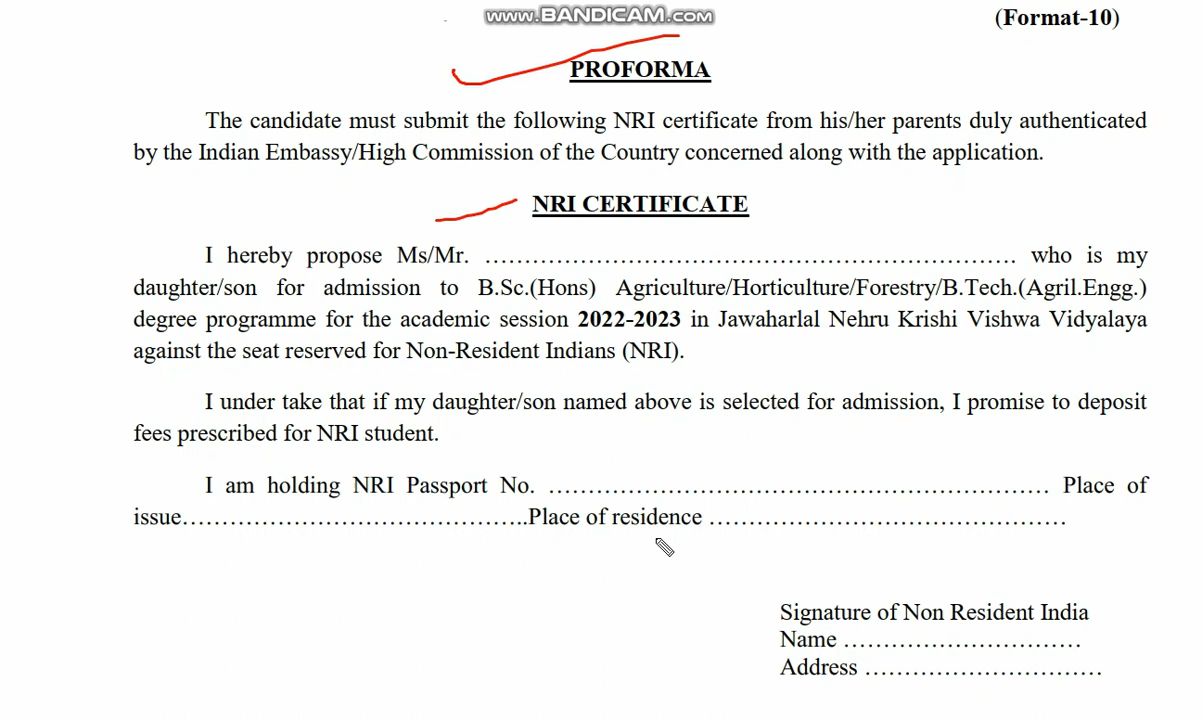 www.BANDICAM.com
(Format-10)
PROFORMA
The candidate must submit the following NRI certificate from his/her parents duly authenticated
by the Indian Embassy/High Commission of the Country concerned along with the application.
NRI CERTIFICATE
I hereby propose Ms/Mr. ………………………………………………………… who is my
daughter/son for admission to B.Sc.(Hons) Agriculture/Horticulture/Forestry/B.Tech.(Agril.Engg.)
degree programme for the academic session 2022-2023 in Jawaharlal Nehru Krishi Vishwa Vidyalaya
against the seat reserved for Non-Resident Indians (NRI).
I under take that if my daughter/son named above is selected for admission, I promise to deposit
fees prescribed for NRI student.
I am holding NRI Passport No. ……………………………………………………… Place of
issue……………………………………..Place of residence ………………………………………
Signature of Non Resident India
Name …………………………
Address …………………………